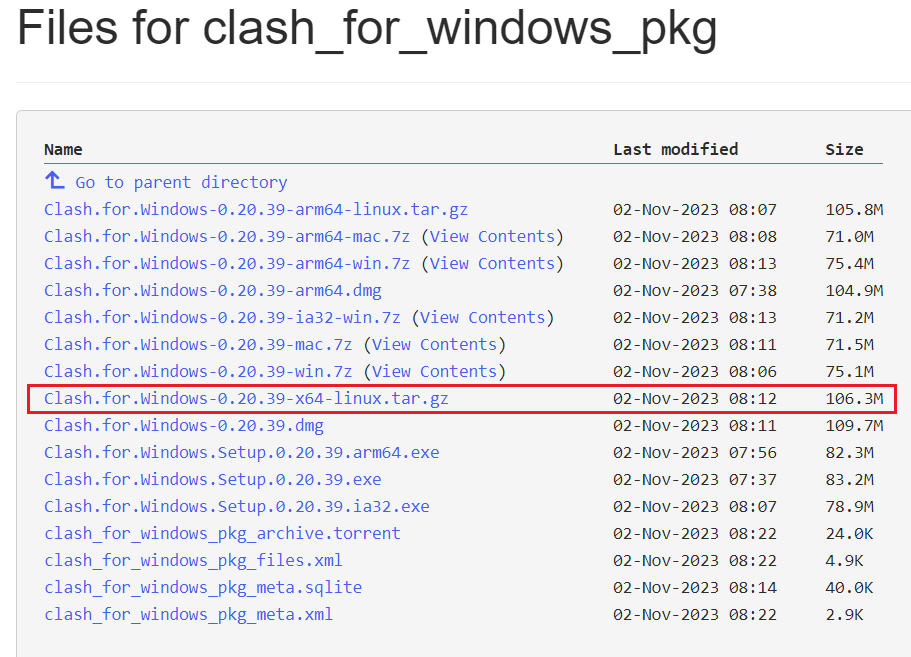 Files for clash_for_windows_pkg
Name Last modified Size
Go to parent directory
Clash.for.Windows-0.20.39-arm64-linux.tar.gz 02-Nov-2023 08:07 105.8M
Clash.for.Windows-0.20.39-arm64-mac.7z (View Contents) 02-Nov-2023 08:08 71.0M
Clash.for.Windows-0.20.39-arm64-win.7z (View Contents) 02-Nov-2023 08:13 75.4M
Clash.for.Windows-0.20.39-arm64.dmg 02-Nov-2023 07:38 104.9M
Clash.for.Windows-0.20.39-ia32-win.7z (View Contents) 02-Nov-2023 08:13 71.2M
Clash.for.Windows-0.20.39-mac.7z (View Contents) 02-Nov-2023 08:11 71.5M
Clash.for.Windows-0.20.39-win.7z (View Contents) 02-Nov-2023 08:06 75.1M
Clash.for.Windows-0.20.39-x64-linux.tar.gz 02-Nov-2023 08:12 106.3M
Clash.for.Windows-0.20.39.dmg 02-Nov-2023 08:11 109.7M
Clash.for.Windows.Setup.0.20.39.arm64.exe 02-Nov-2023 07:56 82.3M
Clash.for.Windows.Setup.0.20.39.exe 02-Nov-2023 07:37 83.2M
Clash.for.Windows.Setup.0.20.39.ia32.exe 02-Nov-2023 08:07 78.9M
clash_for_windows_pkg_archive.torrent 02-Nov-2023 08:22 24.0K
clash_for_windows_pkg_files.xml 02-Nov-2023 08:22 4.9K
clash_for_windows_pkg_meta.sqlite 02-Nov-2023 08:14 40.0K
clash_for_windows_pkg_meta.xml 02-Nov-2023 08:22 2.9K